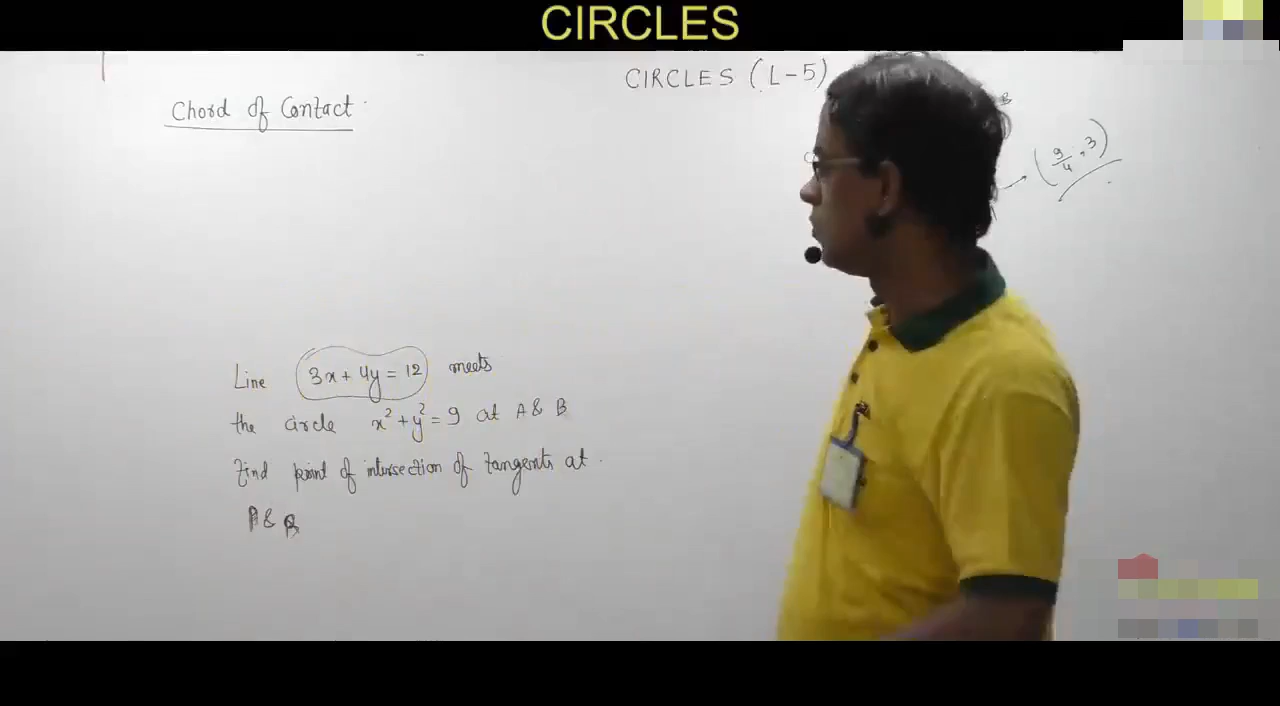 CIRCLES
CIRCLES (L-5)
Chord of Contact
B
(9/4, 3)
Line 3x + 4y = 12 meets
the circle x² + y² = 9 at A & B
Find point of intersection of tangents at
A & B